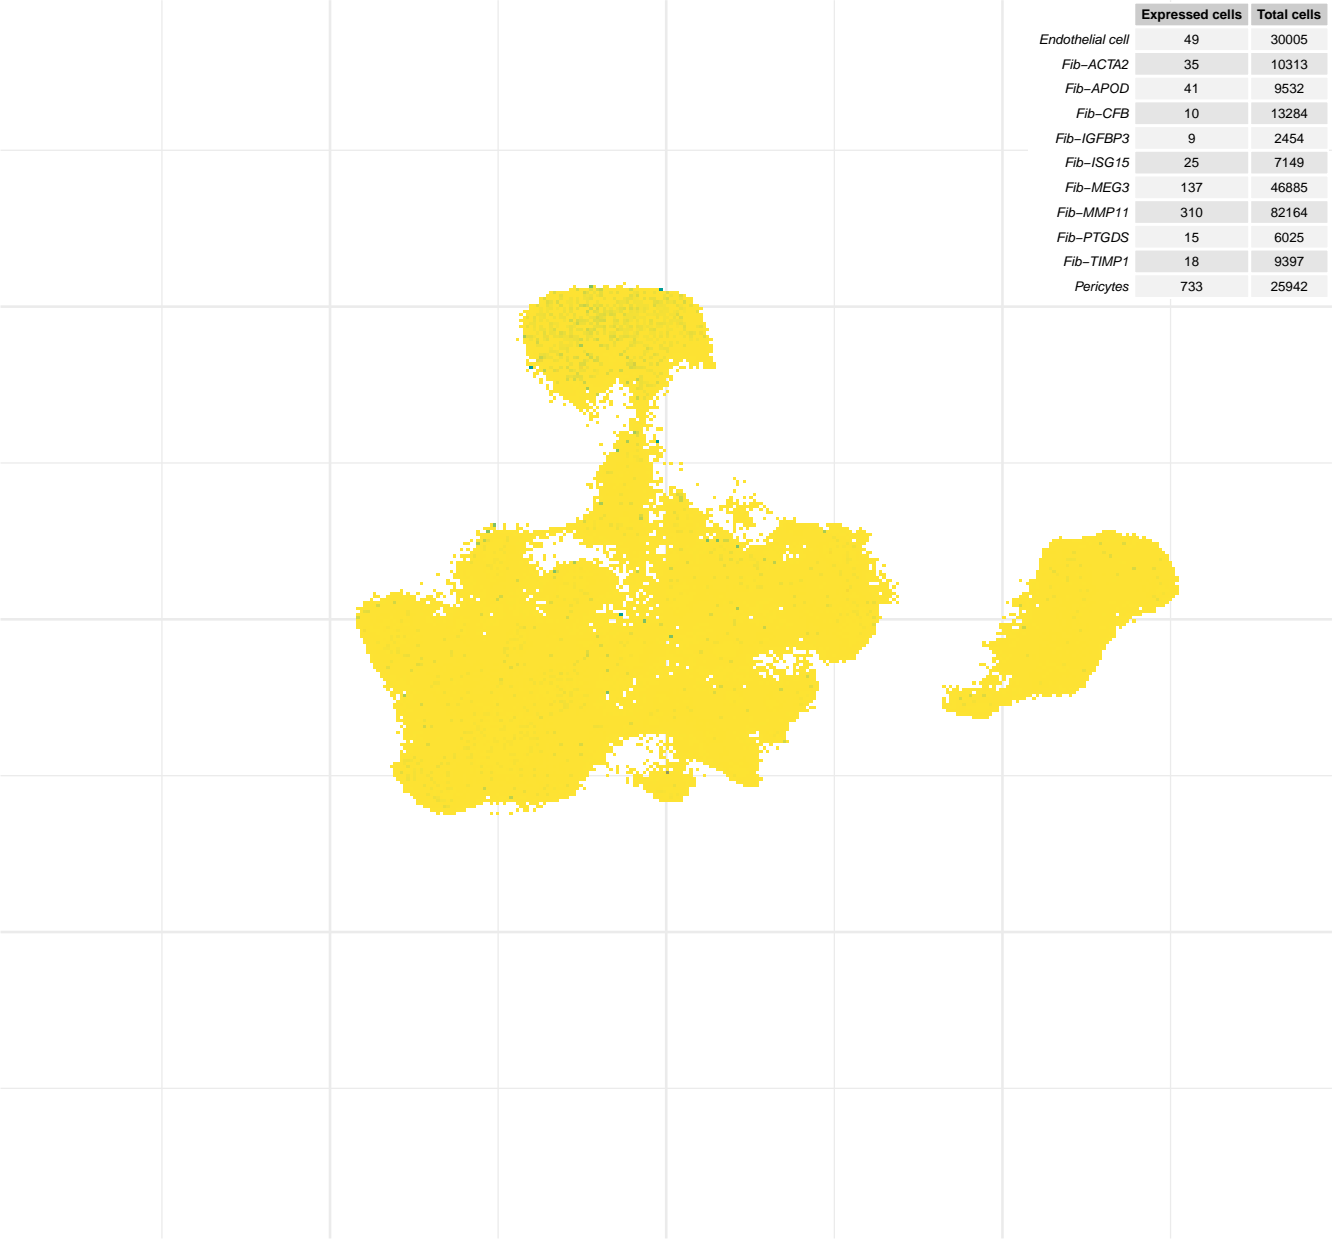 Expressed cells Total cells
Endothelial cell 49 30005
Fib−ACTA2 35 10313
Fib−APOD 41 9532
Fib−CFB 10 13284
Fib−IGFBP3 9 2454
Fib−ISG15 25 7149
Fib−MEG3 137 46885
Fib−MMP11 310 82164
Fib−PTGDS 15 6025
Fib−TIMP1 18 9397
Pericytes 733 25942